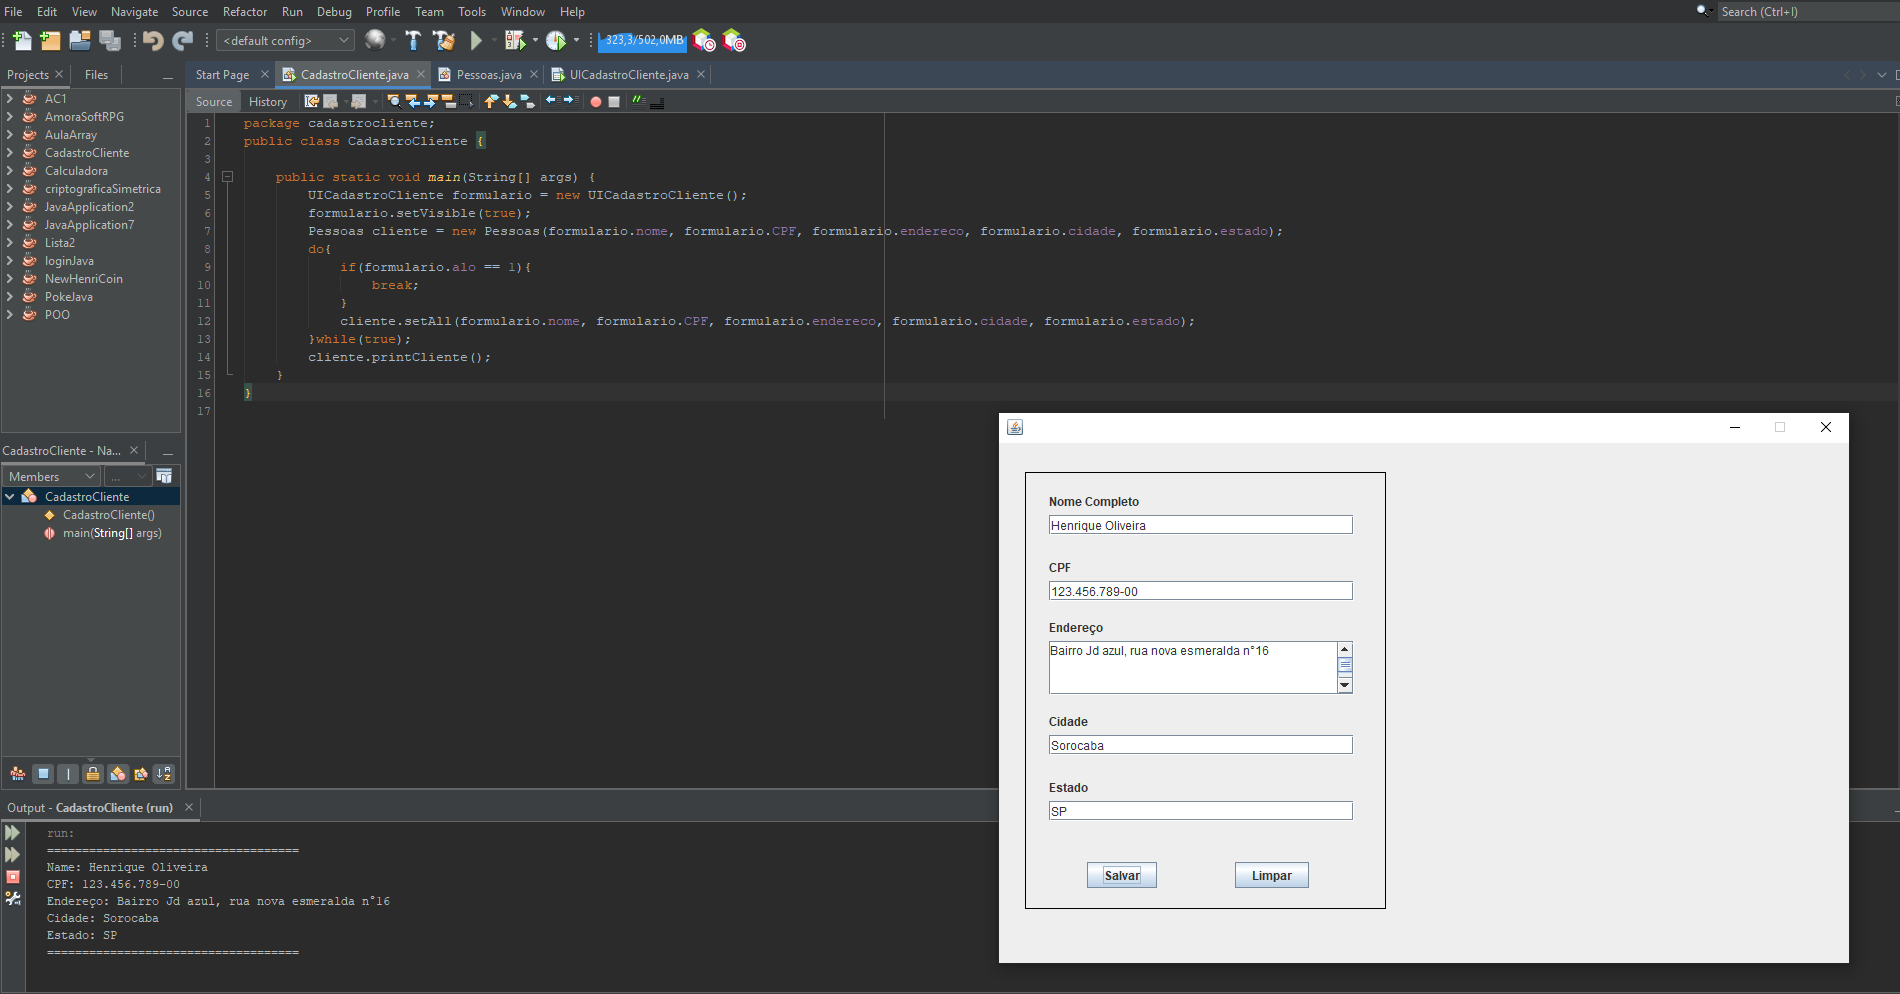 File Edit View Navigate Source Refactor Run Debug Profile Team Tools Window Help Search (Ctrl+I)
<default config> 323,3/502,0MB
Projects Files Start Page CadastroCliente.java Pessoas.java UICadastroCliente.java
Source History
AC1
AmoraSoftRPG
AulaArray
CadastroCliente
Calculadora
criptograficaSimetrica
JavaApplication2
JavaApplication7
Lista2
loginJava
NewHenriCoin
PokeJava
POO
1 package cadastrocliente;
2 public class CadastroCliente {
3
4 public static void main(String[] args) {
5 UICadastroCliente formulario = new UICadastroCliente();
6 formulario.setVisible(true);
7 Pessoas cliente = new Pessoas(formulario.nome, formulario.CPF, formulario.endereco, formulario.cidade, formulario.estado);
8 do{
9 if(formulario.alo == 1){
10 break;
11 }
12 cliente.setAll(formulario.nome, formulario.CPF, formulario.endereco, formulario.cidade, formulario.estado);
13 }while(true);
14 cliente.printCliente();
15 }
16 }
17
CadastroCliente - Na...
Members ...
CadastroCliente
CadastroCliente()
main(String[] args)
Nome Completo
Henrique Oliveira
CPF
123.456.789-00
Endereço
Bairro Jd azul, rua nova esmeralda n°16
Cidade
Sorocaba
Estado
SP
Salvar Limpar
Output - CadastroCliente (run)
run:
====================================
Name: Henrique Oliveira
CPF: 123.456.789-00
Endereço: Bairro Jd azul, rua nova esmeralda n°16
Cidade: Sorocaba
Estado: SP
====================================